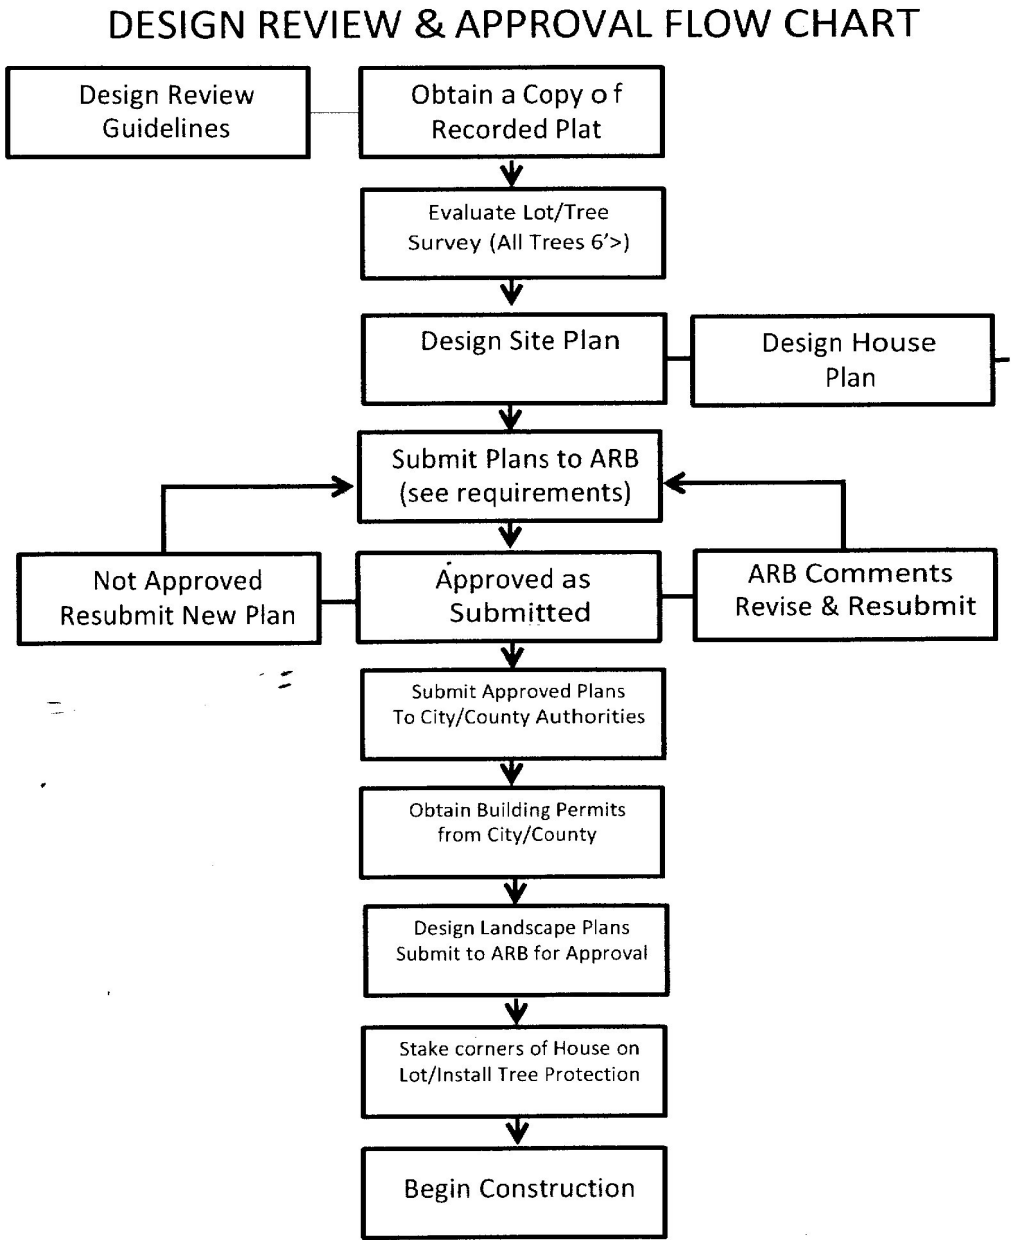 DESIGN REVIEW & APPROVAL FLOW CHART
Design Review
Guidelines
Obtain a Copy of
Recorded Plat
Evaluate Lot/Tree
Survey (All Trees 6'>)
Design Site Plan
Design House
Plan
Submit Plans to ARB
(see requirements)
Not Approved
Resubmit New Plan
Approved as
Submitted
ARB Comments
Revise & Resubmit
Submit Approved Plans
To City/County Authorities
Obtain Building Permits
from City/County
Design Landscape Plans
Submit to ARB for Approval
Stake corners of House on
Lot/Install Tree Protection
Begin Construction